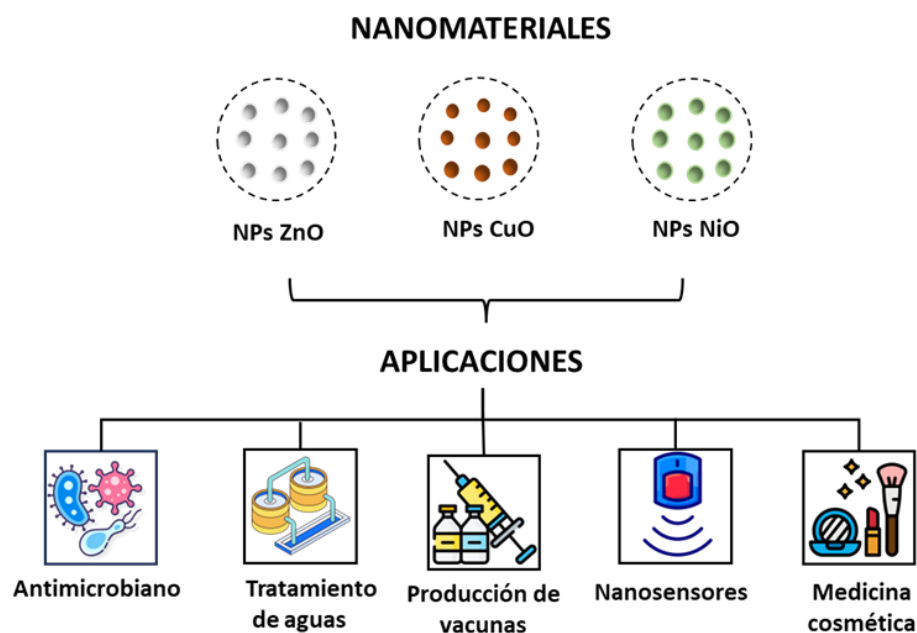 NANOMATERIALES
NPs ZnO
NPs CuO
NPs NiO
APLICACIONES
Antimicrobiano
Tratamiento
de aguas
Producción de
vacunas
Nanosensores
Medicina
cosmética